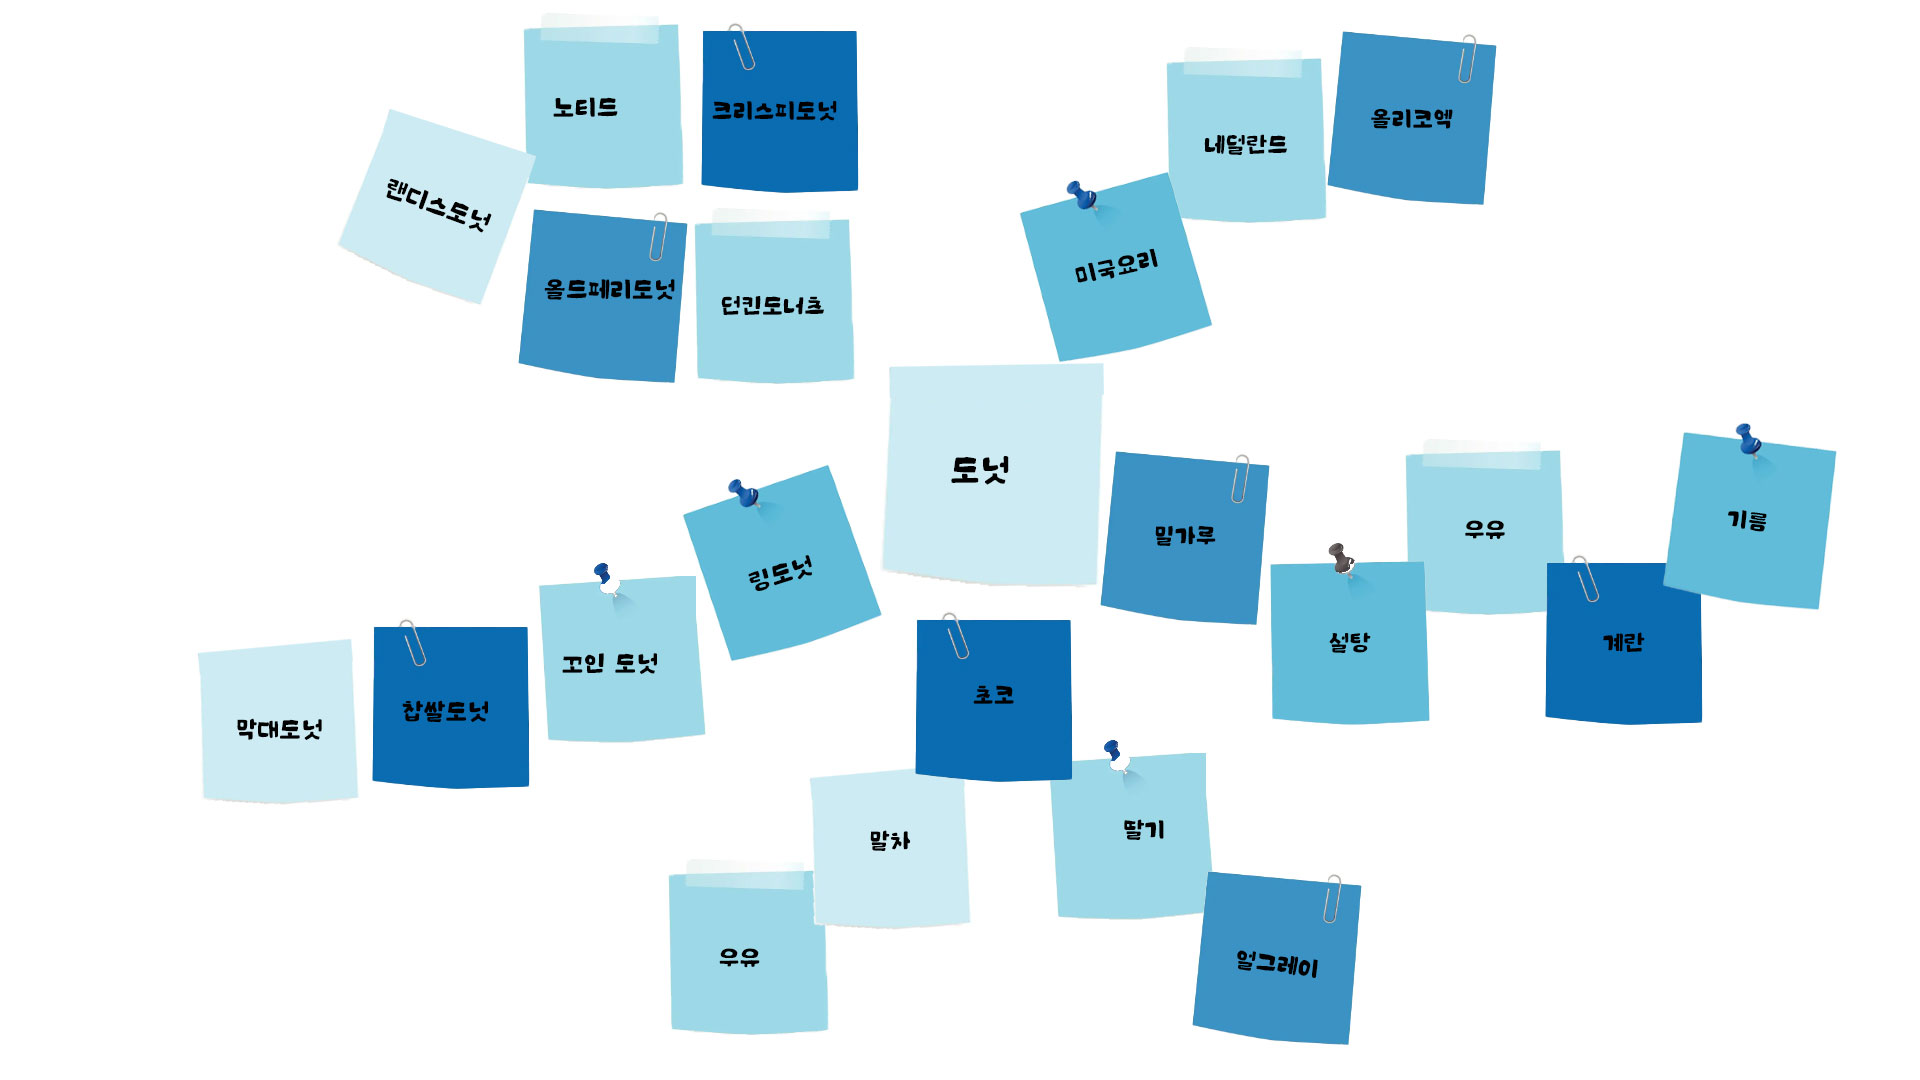 노티드
크리스피도넛
랜디스도넛
올드페리도넛
던킨도너츠
네덜란드
올리코엑
미국요리
도넛
밀가루
우유
기름
설탕
계란
링도넛
꼬인 도넛
찹쌀도넛
막대도넛
초코
말차
딸기
우유
얼그레이